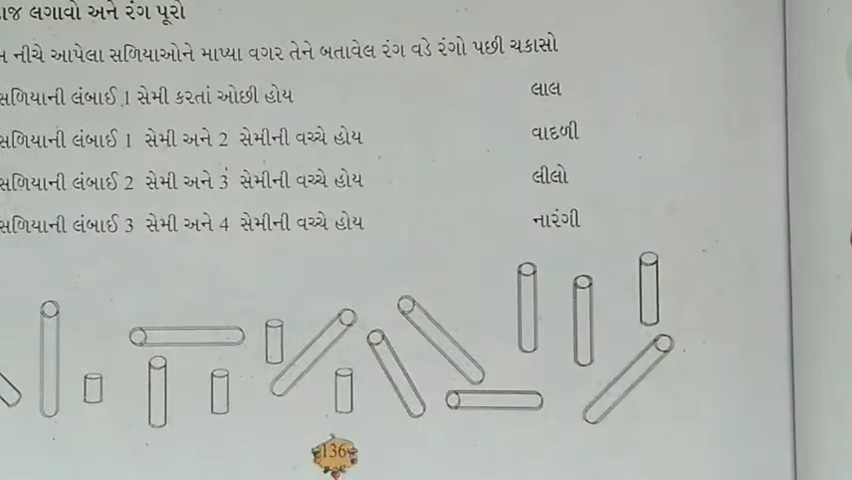 લગાવો અને રંગ પૂરો
નીચે આપેલા સળિયાઓને માપ્યા વગર તેને બતાવેલ રંગ વડે રંગો પછી ચકાસો
સળિયાની લંબાઈ 1 સેમી કરતાં ઓછી હોય લાલ
સળિયાની લંબાઈ 1 સેમી અને 2 સેમીની વચ્ચે હોય વાદળી
સળિયાની લંબાઈ 2 સેમી અને 3 સેમીની વચ્ચે હોય લીલો
સળિયાની લંબાઈ 3 સેમી અને 4 સેમીની વચ્ચે હોય નારંગી
136